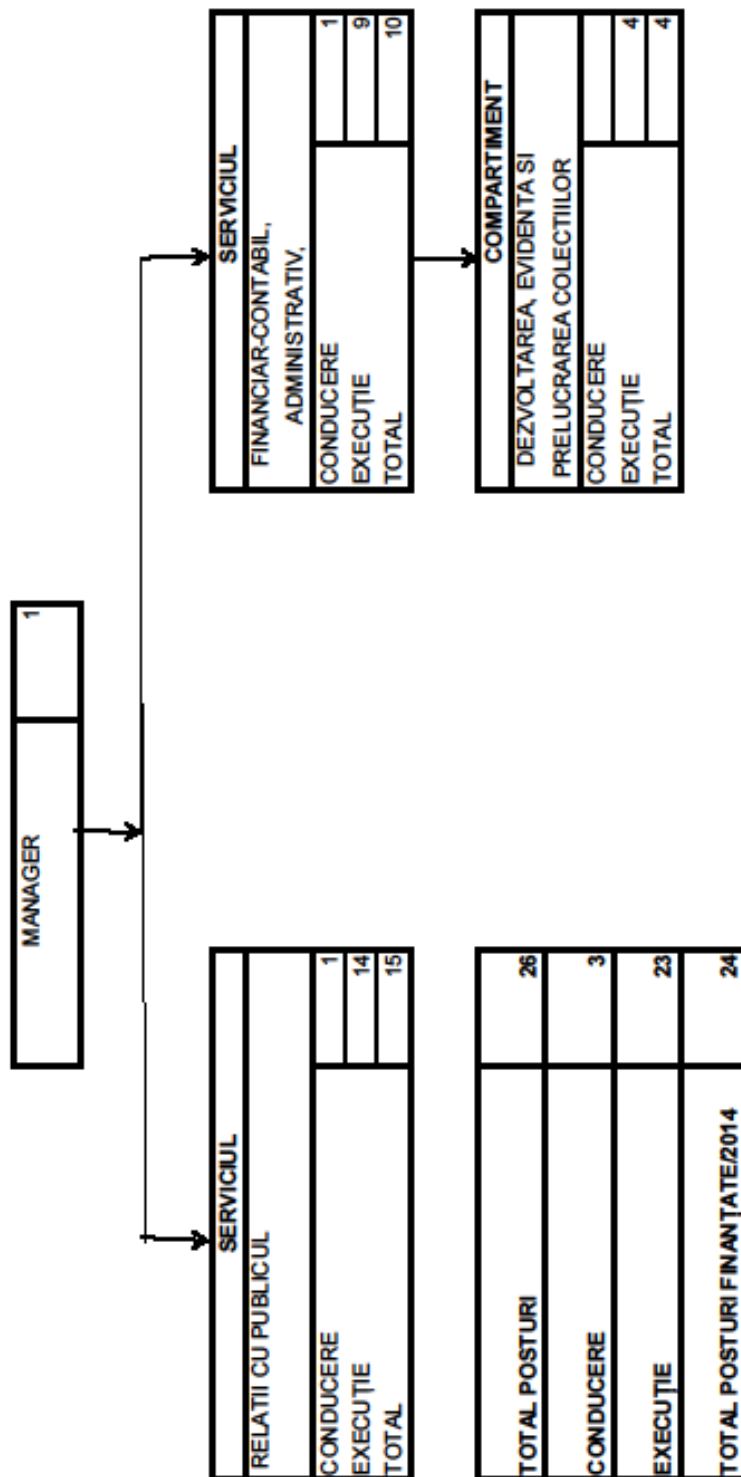 MANAGER 1
SERVICIUL
RELATII CU PUBLICUL
CONDUCERE 1
EXECUȚIE 14
TOTAL 15
SERVICIUL
FINANCIAR-CONTABIL,
ADMINISTRATIV,
CONDUCERE 1
EXECUȚIE 9
TOTAL 10
TOTAL POSTURI 26
CONDUCERE 3
EXECUȚIE 23
TOTAL POSTURI FINANȚATE/2014 24
COMPARTIMENT
DEZVOLTAREA, EVIDENTA SI
PRELUCRAREA COLECTIILOR
CONDUCERE
EXECUȚIE 4
TOTAL 4